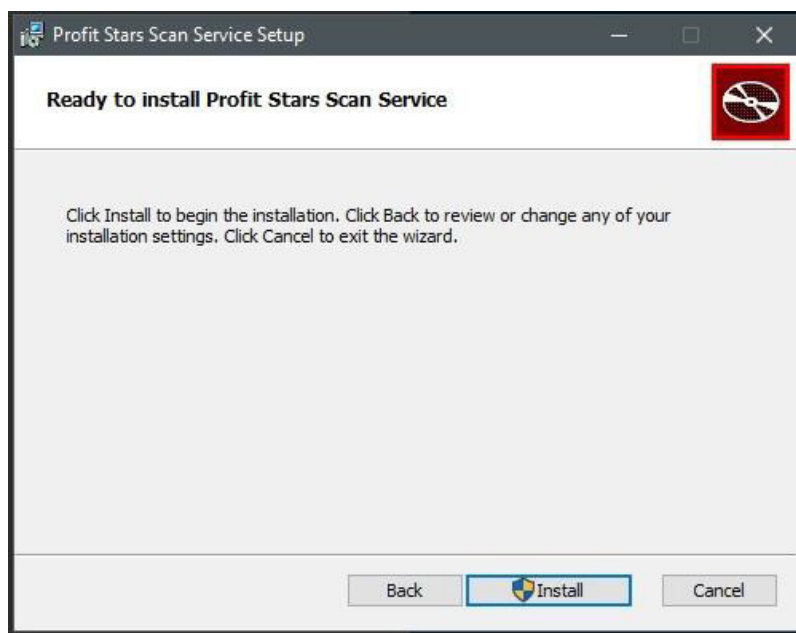 Profit Stars Scan Service Setup
Ready to install Profit Stars Scan Service
Click Install to begin the installation. Click Back to review or change any of your
installation settings. Click Cancel to exit the wizard.
Back
Install
Cancel